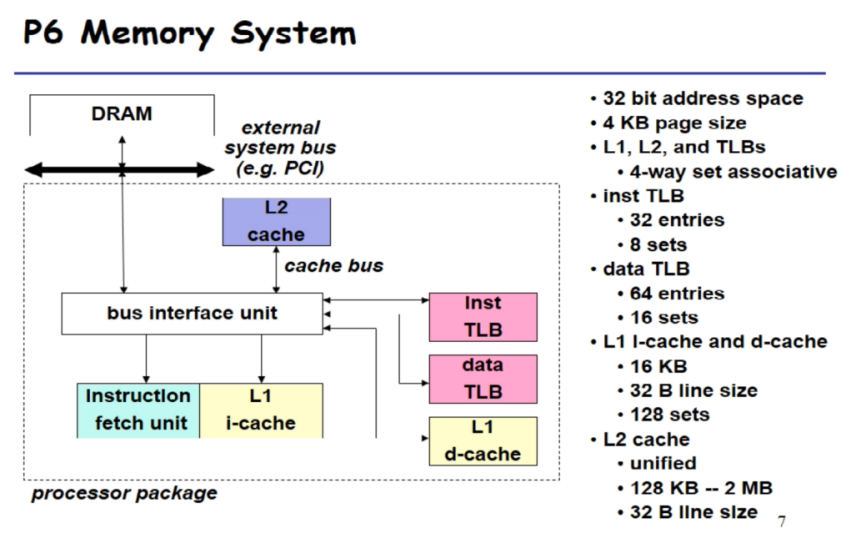 P6 Memory System
DRAM
external
system bus
(e.g. PCI)
L2
cache
cache bus
bus interface unit
Instruction
fetch unit
L1
i-cache
Inst
TLB
data
TLB
L1
d-cache
processor package
• 32 bit address space
• 4 KB page size
• L1, L2, and TLBs
• 4-way set associative
• inst TLB
• 32 entries
• 8 sets
• data TLB
• 64 entries
• 16 sets
• L1 I-cache and d-cache
• 16 KB
• 32 B line size
• 128 sets
• L2 cache
• unified
• 128 KB -- 2 MB
• 32 B line size
7